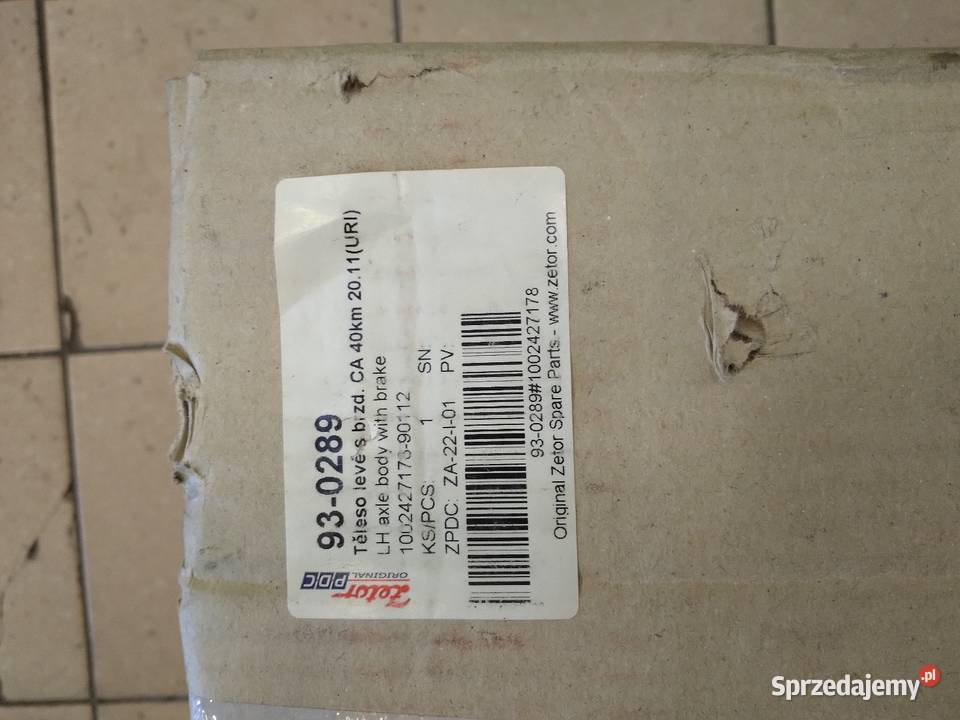 Zetor PDC
ORIGINAL
93-0289
Těleso levé s brzd. CA 40km 20.11(URI)
LH axle body with brake
1002427178-90112
KS/PCS: 1 SN:
ZPDC: ZA-22-I-01 PV:
93-0289#1002427178
Original Zetor Spare Parts - www.zetor.com
Sprzedajemy.pl